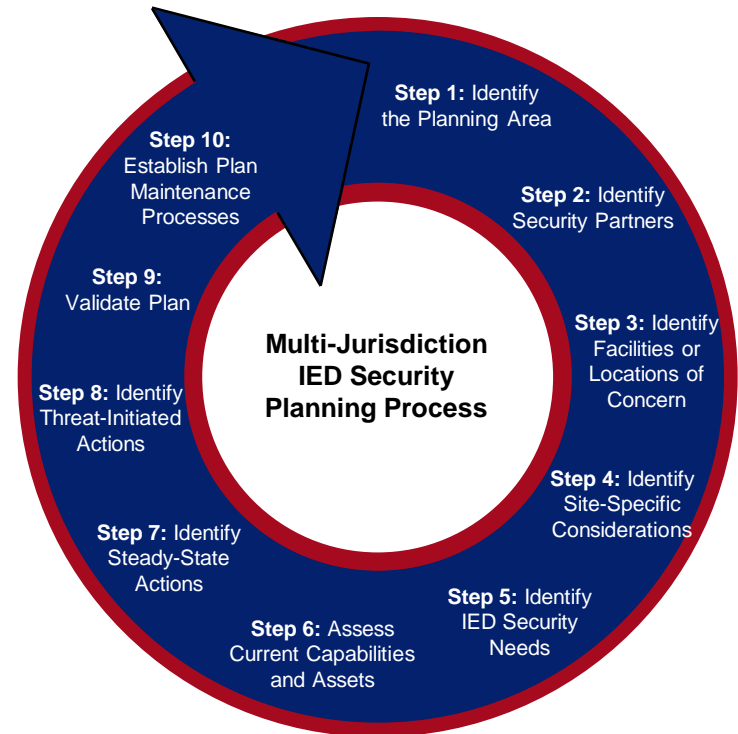 Step 1: Identify
the Planning Area
Step 2: Identify
Security Partners
Step 3: Identify
Facilities or
Locations of
Concern
Step 4: Identify
Site-Specific
Considerations
Step 5: Identify
IED Security
Needs
Step 6: Assess
Current Capabilities
and Assets
Step 7: Identify
Steady-State
Actions
Step 8: Identify
Threat-Initiated
Actions
Step 9:
Validate Plan
Step 10:
Establish Plan
Maintenance
Processes
Multi-Jurisdiction
IED Security
Planning Process